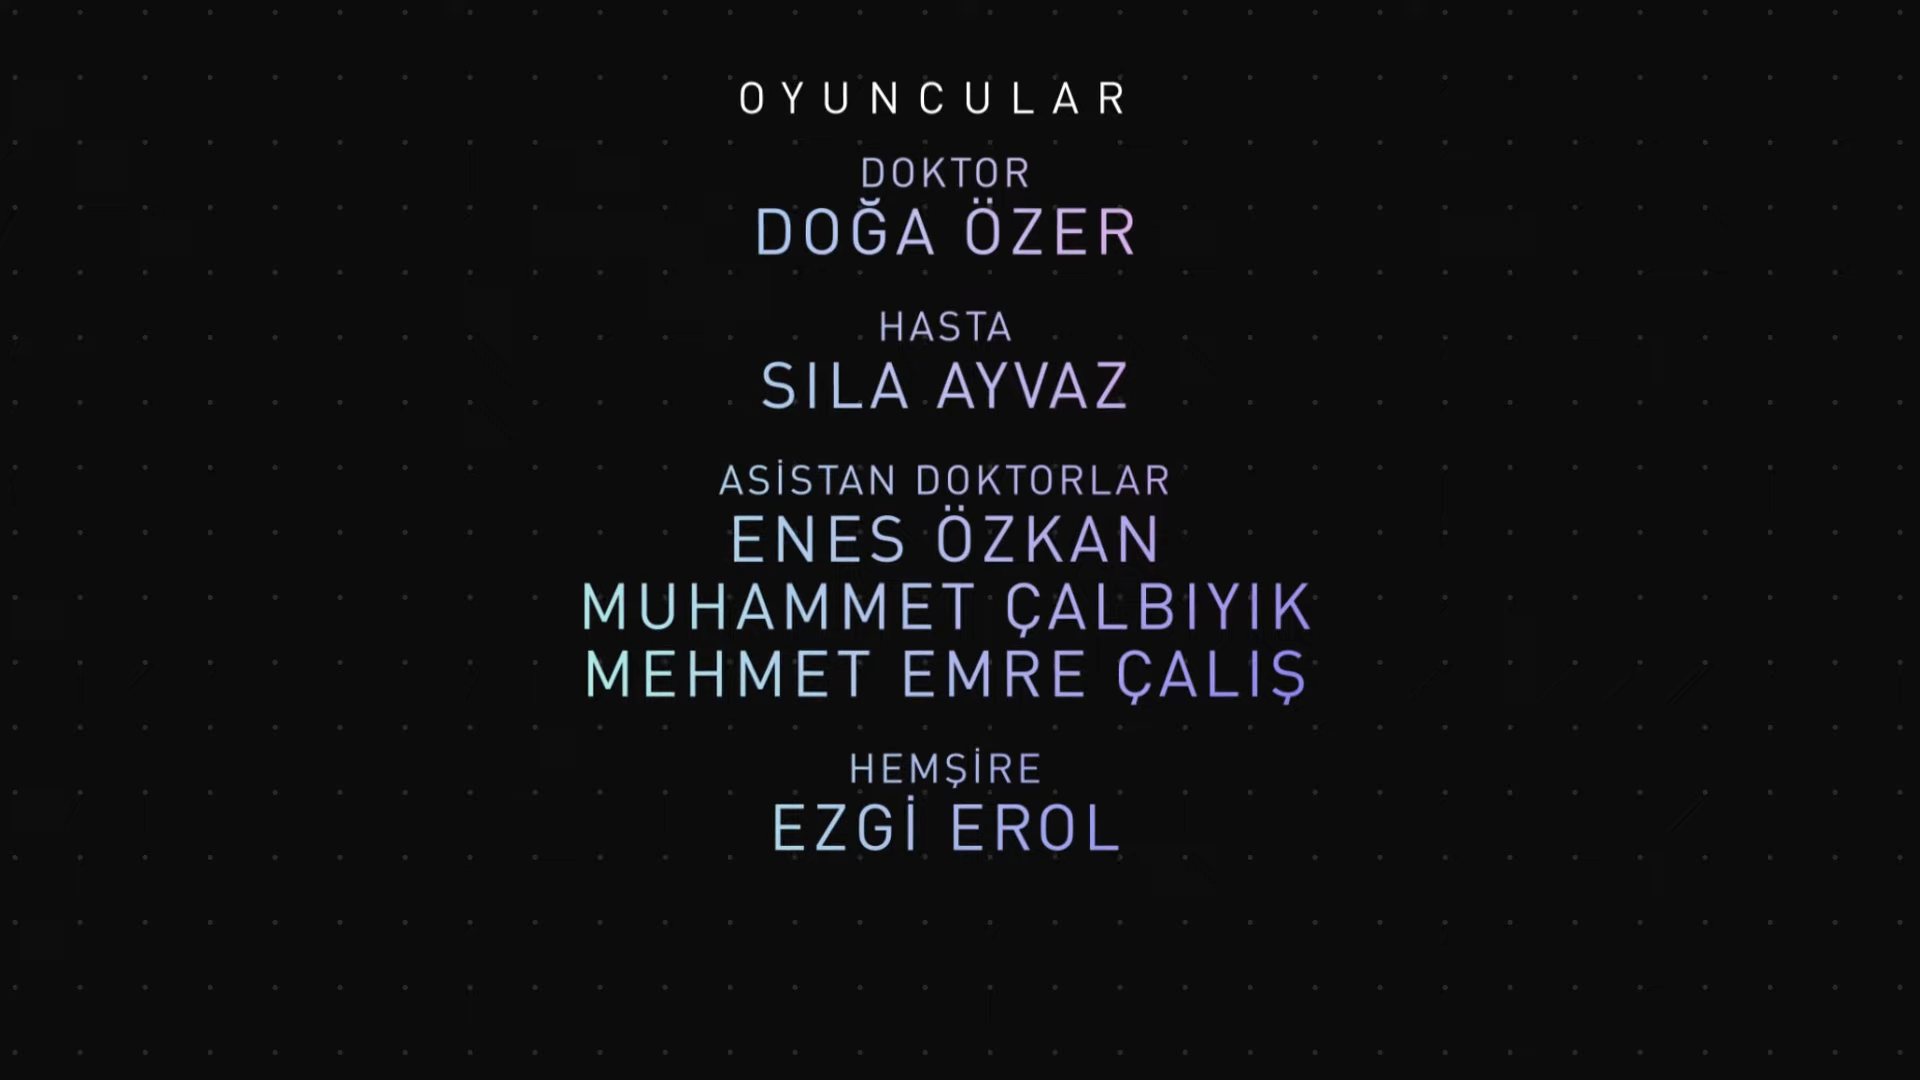 OYUNCULAR
DOKTOR
DOĞA ÖZER
HASTA
SILA AYVAZ
ASİSTAN DOKTORLAR
ENES ÖZKAN
MUHAMMET ÇALBIYIK
MEHMET EMRE ÇALIŞ
HEMŞİRE
EZGİ EROL